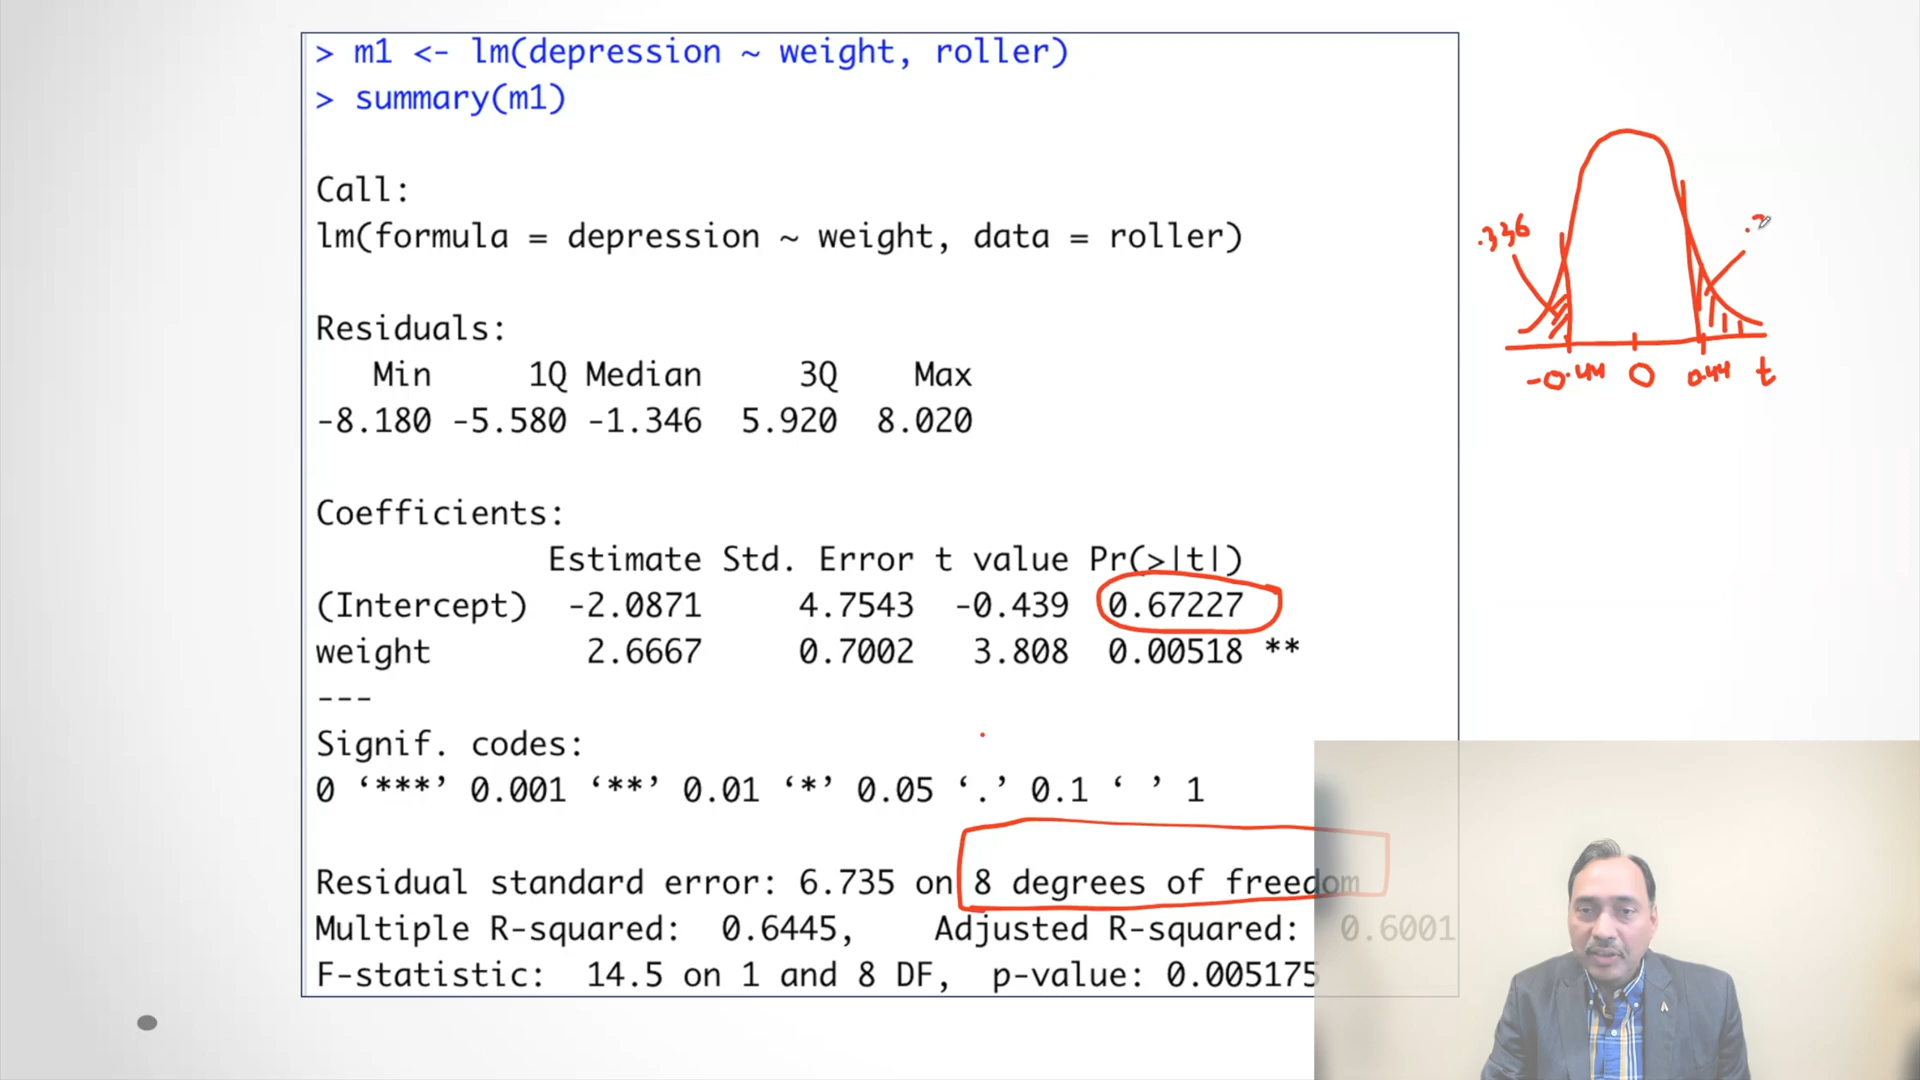 > m1 <- lm(depression ~ weight, roller)
> summary(m1)
Call:
lm(formula = depression ~ weight, data = roller)
Residuals:
Min 1Q Median 3Q Max
-8.180 -5.580 -1.346 5.920 8.020
Coefficients:
Estimate Std. Error t value Pr(>|t|)
(Intercept) -2.0871 4.7543 -0.439 0.67227
weight 2.6667 0.7002 3.808 0.00518 **
---
Signif. codes:
0 ‘***’ 0.001 ‘**’ 0.01 ‘*’ 0.05 ‘.’ 0.1 ‘ ’ 1
Residual standard error: 6.735 on 8 degrees of freedom
Multiple R-squared: 0.6445, Adjusted R-squared: 0.6001
F-statistic: 14.5 on 1 and 8 DF, p-value: 0.005175
.336
-0.44 0 0.44 t